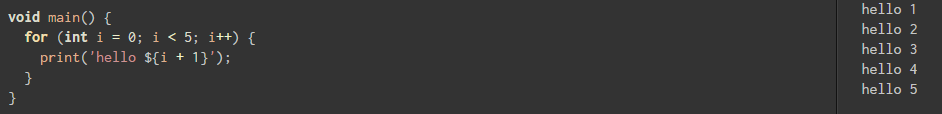 void main() {
  for (int i = 0; i < 5; i++) {
    print('hello ${i + 1}');
  }
}
hello 1
hello 2
hello 3
hello 4
hello 5